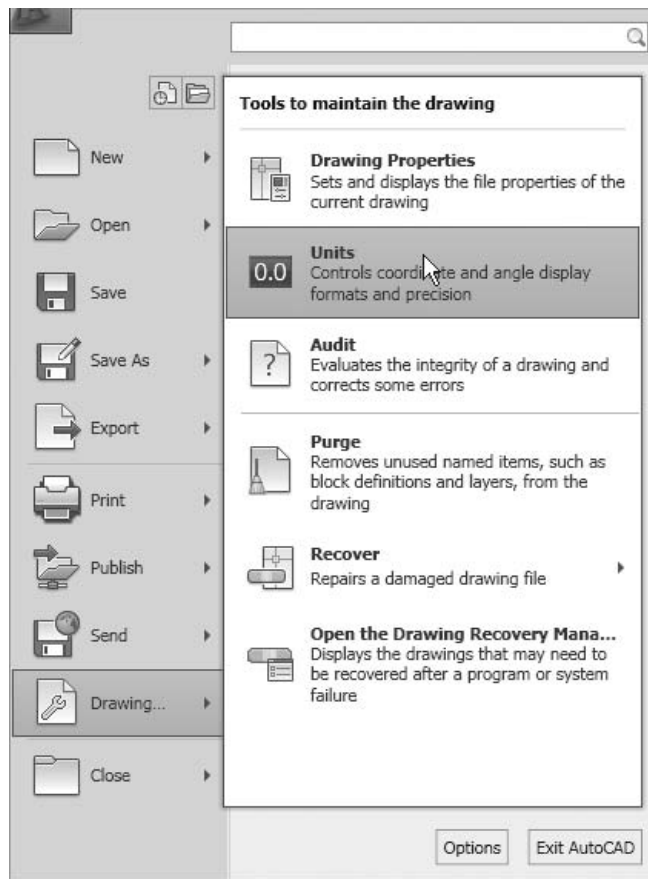 New
Open
Save
Save As
Export
Print
Publish
Send
Drawing...
Close
Tools to maintain the drawing
Drawing Properties
Sets and displays the file properties of the
current drawing
0.0
Units
Controls coordinate and angle display
formats and precision
Audit
Evaluates the integrity of a drawing and
corrects some errors
Purge
Removes unused named items, such as
block definitions and layers, from the
drawing
Recover
Repairs a damaged drawing file
Open the Drawing Recovery Mana...
Displays the drawings that may need to
be recovered after a program or system
failure
Options
Exit AutoCAD